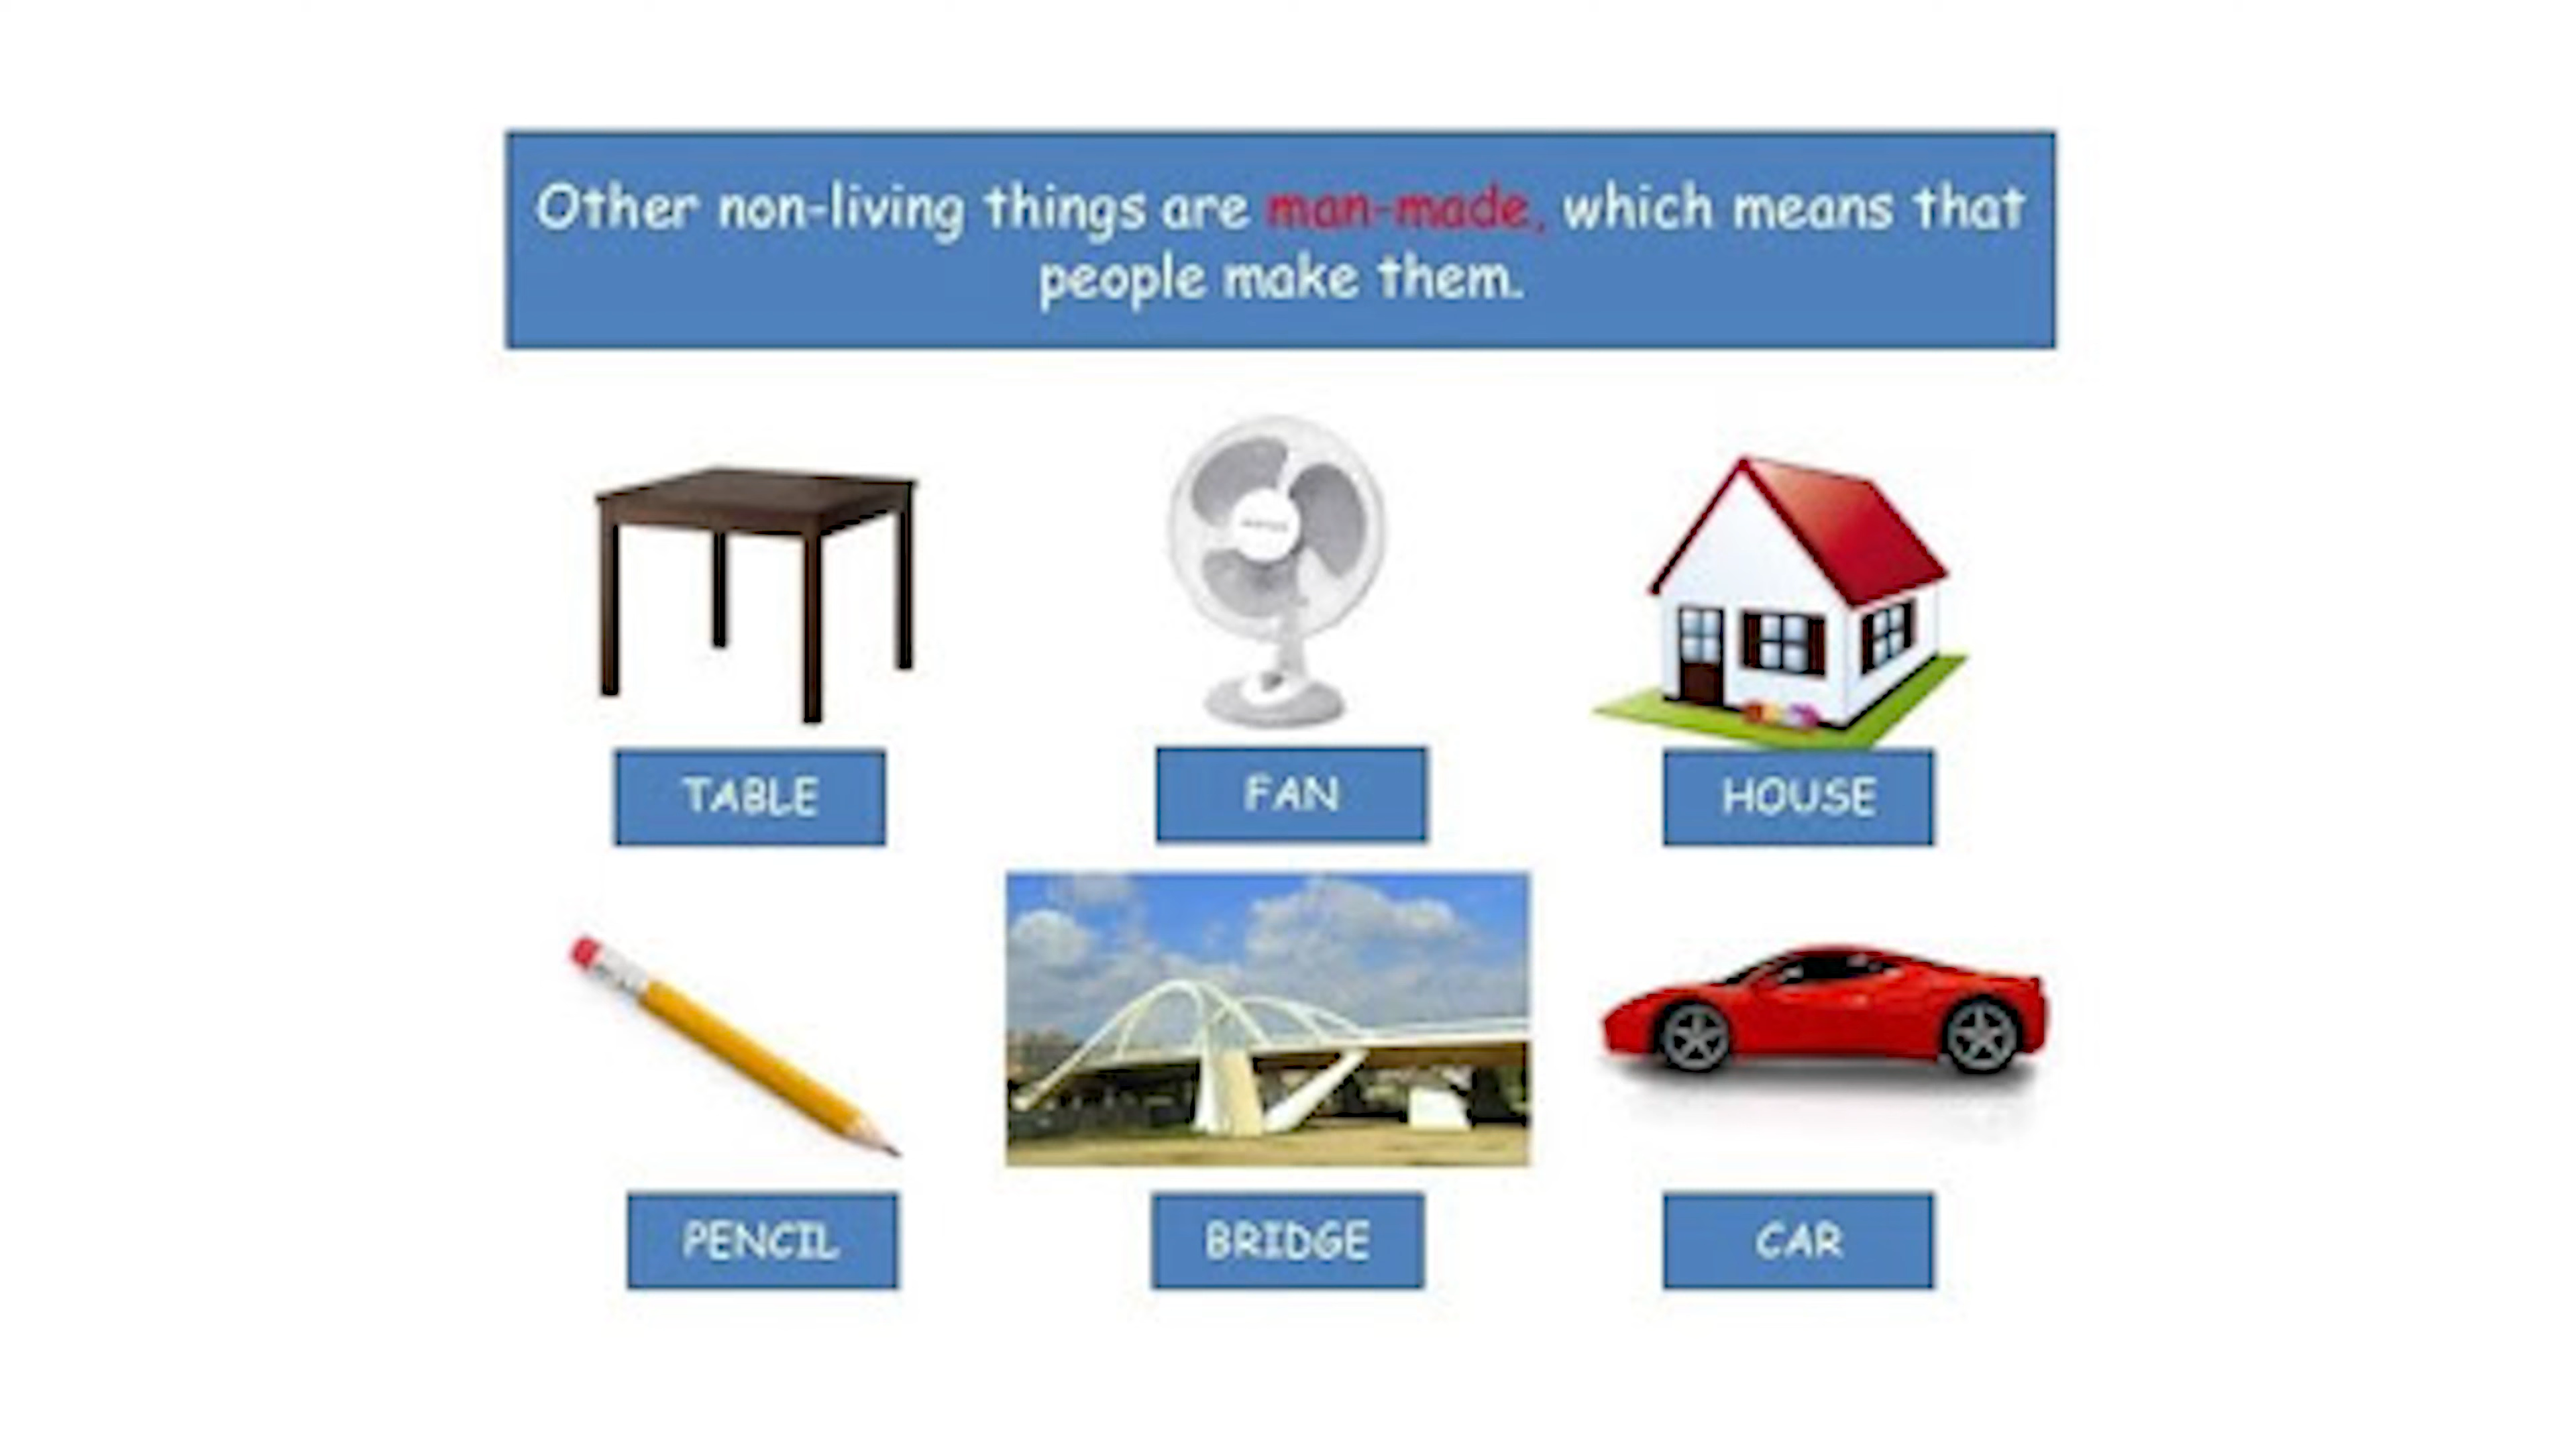 Other non-living things are man-made, which means that
people make them.
TABLE
FAN
HOUSE
PENCIL
BRIDGE
CAR